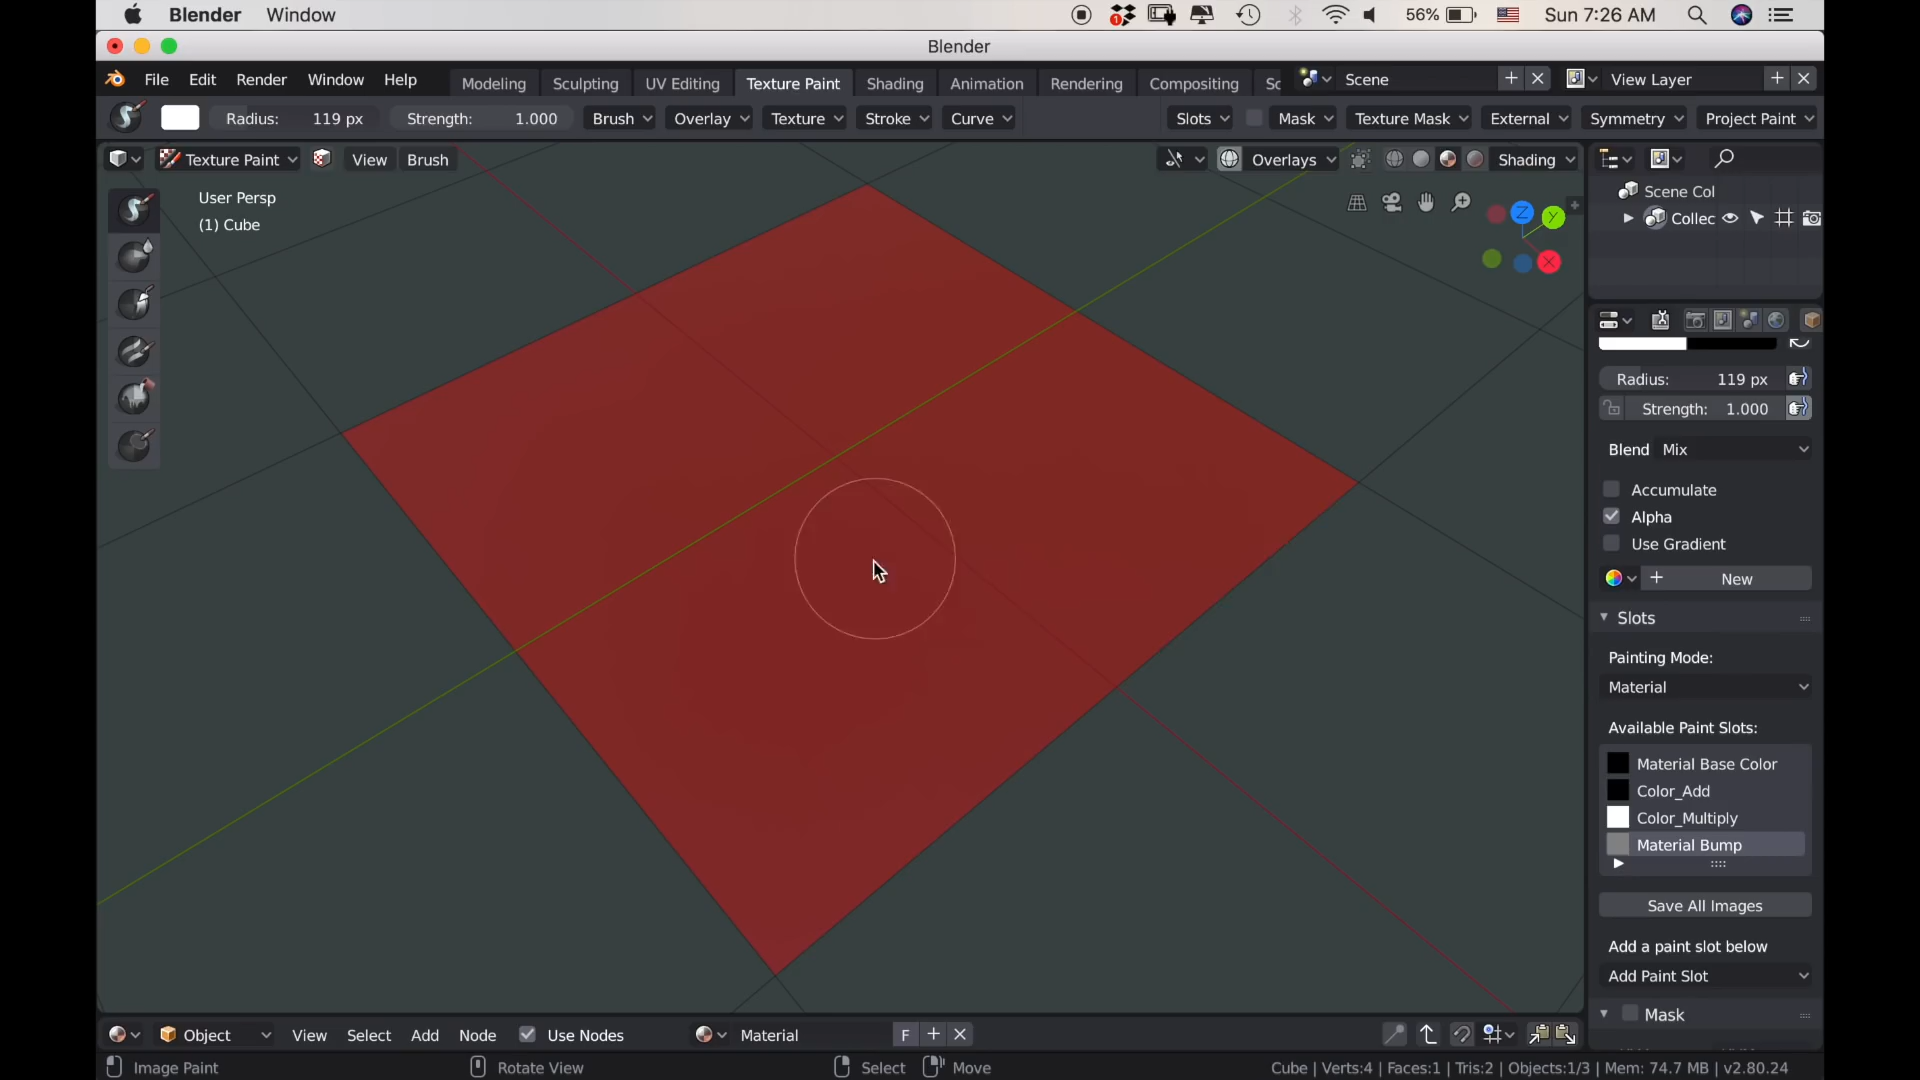 Blender Window 56% Sun 7:26 AM
Blender
File Edit Render Window Help Modeling Sculpting UV Editing Texture Paint Shading Animation Rendering Compositing Sc Scene View Layer
Radius: 119 px Strength: 1.000 Brush Overlay Texture Stroke Curve Slots Mask Texture Mask External Symmetry Project Paint
Texture Paint View Brush Overlays Shading
User Persp
(1) Cube
Z Y X
Scene Col
Collec
Radius: 119 px
Strength: 1.000
Blend Mix
Accumulate
Alpha
Use Gradient
New
Slots
Painting Mode:
Material
Available Paint Slots:
Material Base Color
Color_Add
Color_Multiply
Material Bump
Save All Images
Add a paint slot below
Add Paint Slot
Mask
Object View Select Add Node Use Nodes Material F
Image Paint Rotate View Select Move Cube | Verts:4 | Faces:1 | Tris:2 | Objects:1/3 | Mem: 74.7 MB | v2.80.24